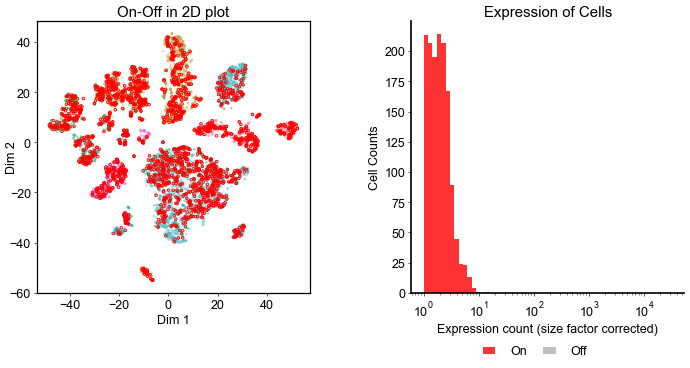 On-Off in 2D plot
40
20
0
−20
−40
−60
Dim 2
−40 −20 0 20 40
Dim 1
Expression of Cells
200
175
150
125
100
75
50
25
0
Cell Counts
10^0 10^1 10^2 10^3 10^4
Expression count (size factor corrected)
On Off